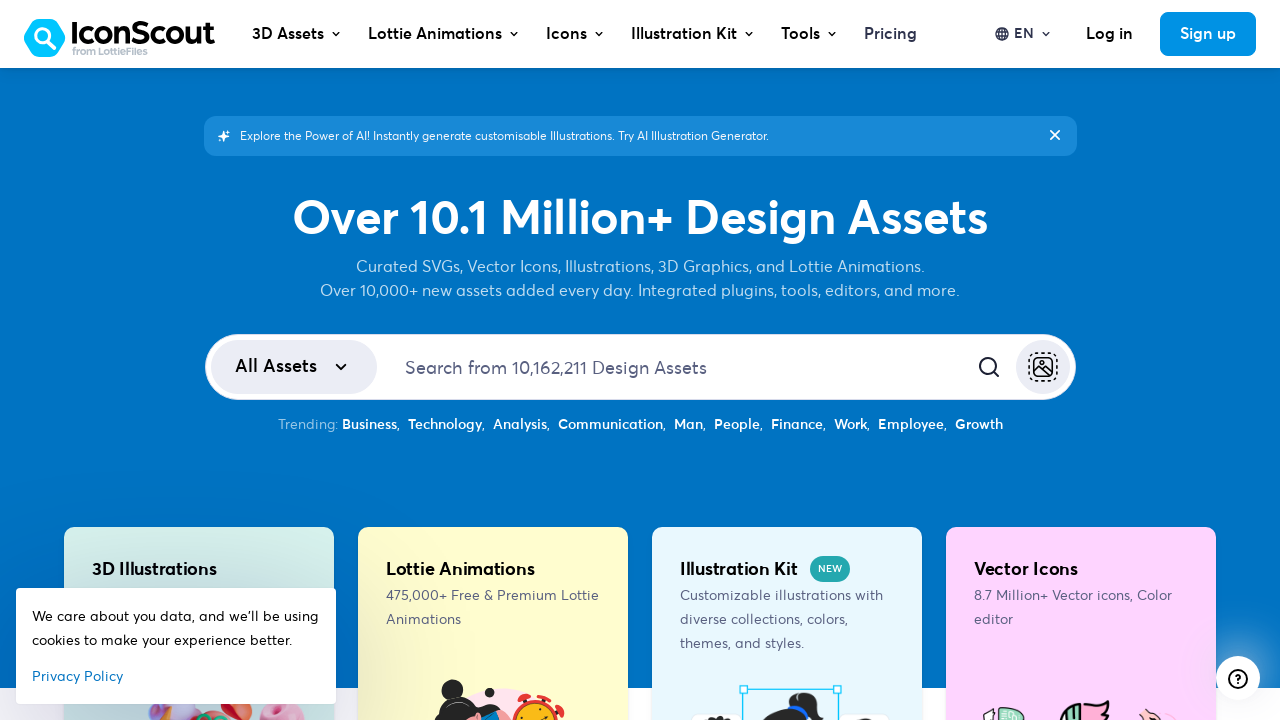 IconScout
from LottieFiles
3D Assets
Lottie Animations
Icons
Illustration Kit
Tools
Pricing
EN
Log in
Sign up
Explore the Power of AI! Instantly generate customisable Illustrations. Try AI Illustration Generator.
Over 10.1 Million+ Design Assets
Curated SVGs, Vector Icons, Illustrations, 3D Graphics, and Lottie Animations.
Over 10,000+ new assets added every day. Integrated plugins, tools, editors, and more.
All Assets
Search from 10,162,211 Design Assets
Trending: Business, Technology, Analysis, Communication, Man, People, Finance, Work, Employee, Growth
3D Illustrations
Lottie Animations
475,000+ Free & Premium Lottie
Animations
Illustration Kit NEW
Customizable illustrations with
diverse collections, colors,
themes, and styles.
Vector Icons
8.7 Million+ Vector icons, Color
editor
We care about you data, and we'll be using
cookies to make your experience better.
Privacy Policy